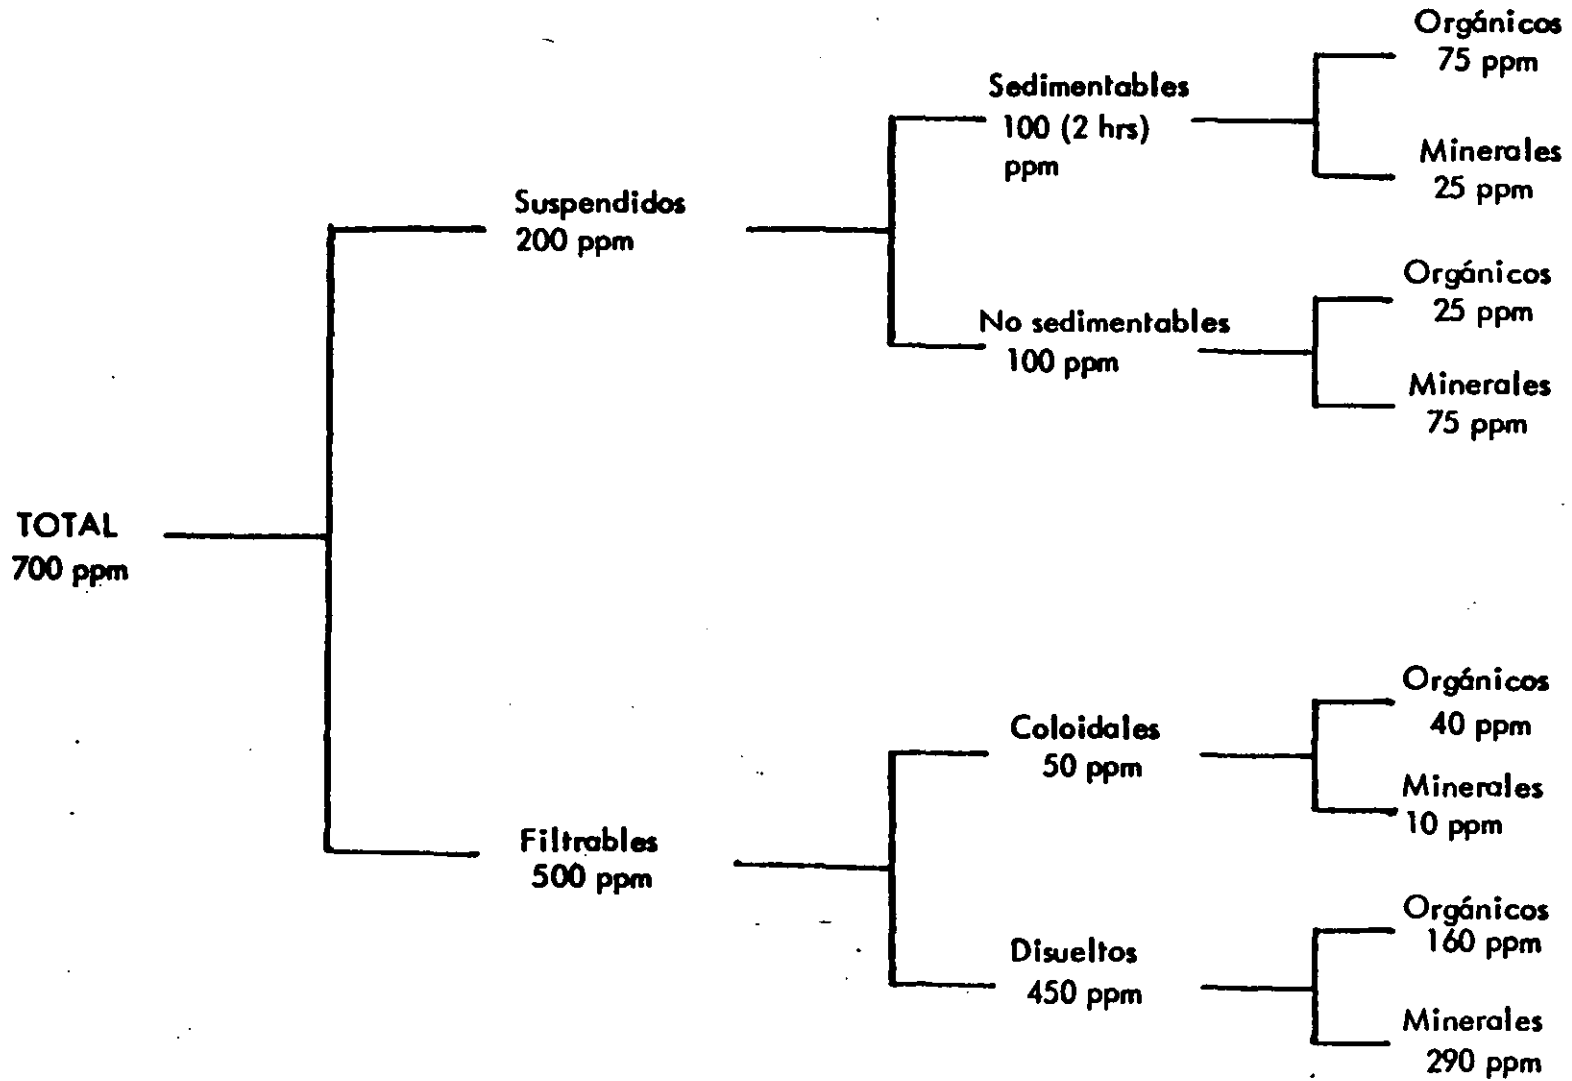 TOTAL
700 ppm
Suspendidos
200 ppm
Sedimentables
100 (2 hrs)
ppm
Orgánicos
75 ppm
Minerales
25 ppm
No sedimentables
100 ppm
Orgánicos
25 ppm
Minerales
75 ppm
Filtrables
500 ppm
Coloidales
50 ppm
Orgánicos
40 ppm
Minerales
10 ppm
Disueltos
450 ppm
Orgánicos
160 ppm
Minerales
290 ppm